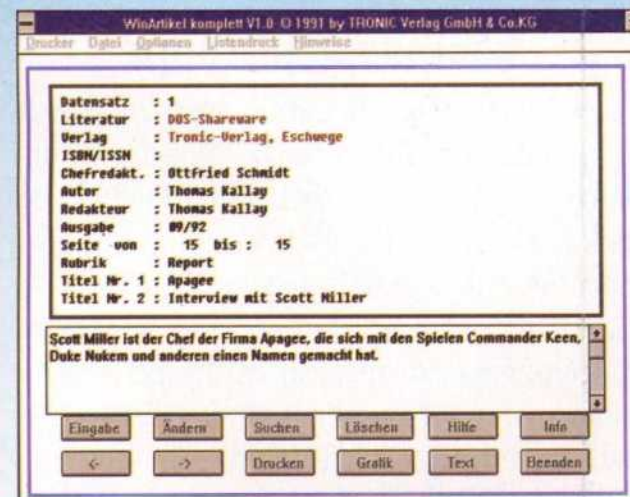 WinArtikel komplett V1.0 © 1991 by TRONIC Verlag GmbH & Co.KG
Drucker Datei Optionen Listendruck Hinweise
Datensatz : 1
Literatur : DOS-Shareware
Verlag : Tronic-Verlag, Eschwege
ISBN/ISSN :
Chefredakt. : Ottfried Schmidt
Autor : Thomas Kallay
Redakteur : Thomas Kallay
Ausgabe : 09/92
Seite von : 15 bis : 15
Rubrik : Report
Titel Nr. 1 : Apagee
Titel Nr. 2 : Interview mit Scott Miller
Scott Miller ist der Chef der Firma Apagee, die sich mit den Spielen Commander Keen,
Duke Nukem und anderen einen Namen gemacht hat.
Eingabe Ändern Suchen Löschen Hilfe Info
<- -> Drucken Grafik Text Beenden